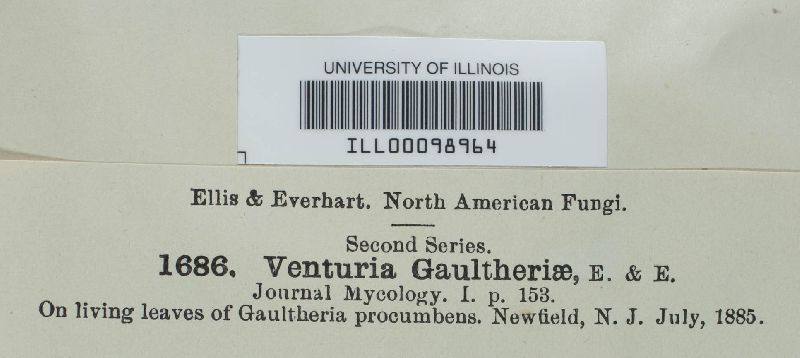 UNIVERSITY OF ILLINOIS
ILL00098964
Ellis & Everhart. North American Fungi.
Second Series.
1686. Venturia Gaultheriæ, E. & E.
Journal Mycology. I. p. 153.
On living leaves of Gaultheria procumbens. Newfield, N. J. July, 1885.